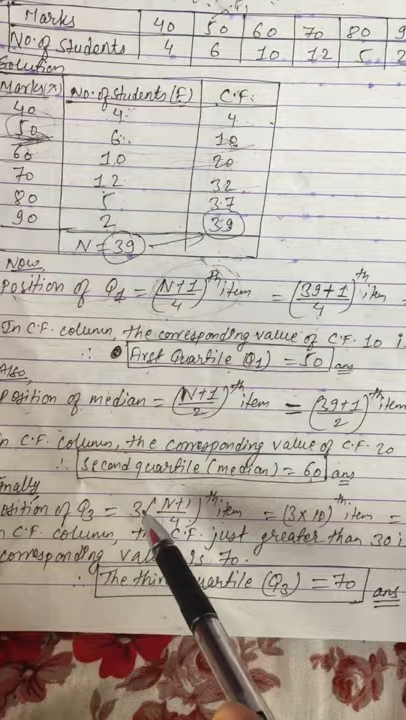 Marks 40 50 60 70 80 9
No. of Students 4 6 10 12 5 2
Solution
Marks(x) No. of students (F) C.F.
40 4 4
50 6 10
60 10 20
70 12 32
80 5 37
90 2 39
N = 39
Now,
Position of Q1 = (N+1/4)th item = (39+1/4)th item =
In C.F. column, the corresponding value of C.F. 10 i
∴ First Quartile (Q1) = 50 ans
Also,
Position of median = (N+1/2)th item = (39+1/2)th item
in C.F. column, the corresponding value of C.F. 20
∴ Second quartile (median) = 60 ans
Finally
Position of Q3 = 3(N+1/4)th item = (3×10)th item =
in C.F. column, the C.F. just greater than 30 i
corresponding value is 70.
∴ The third quartile (Q3) = 70 ans